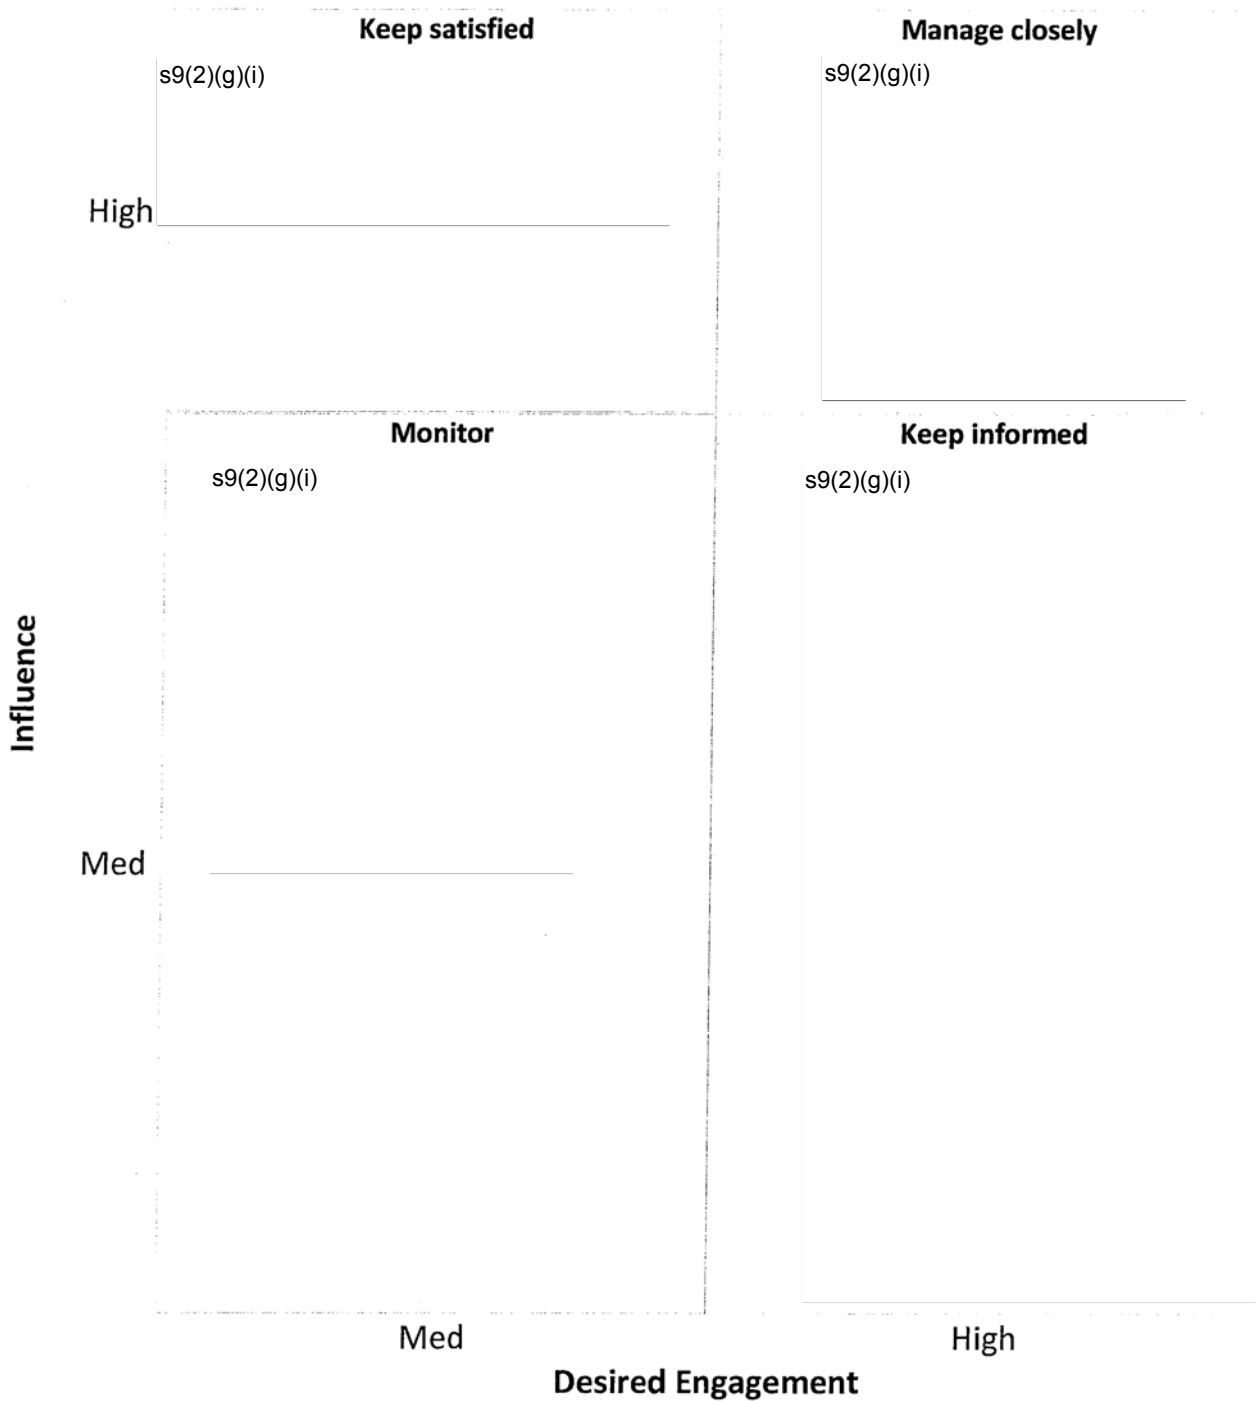 Keep satisfied
Manage closely
s9(2)(g)(i)
s9(2)(g)(i)
High
Monitor
Keep informed
s9(2)(g)(i)
s9(2)(g)(i)
Influence
Med
Med
High
Desired Engagement